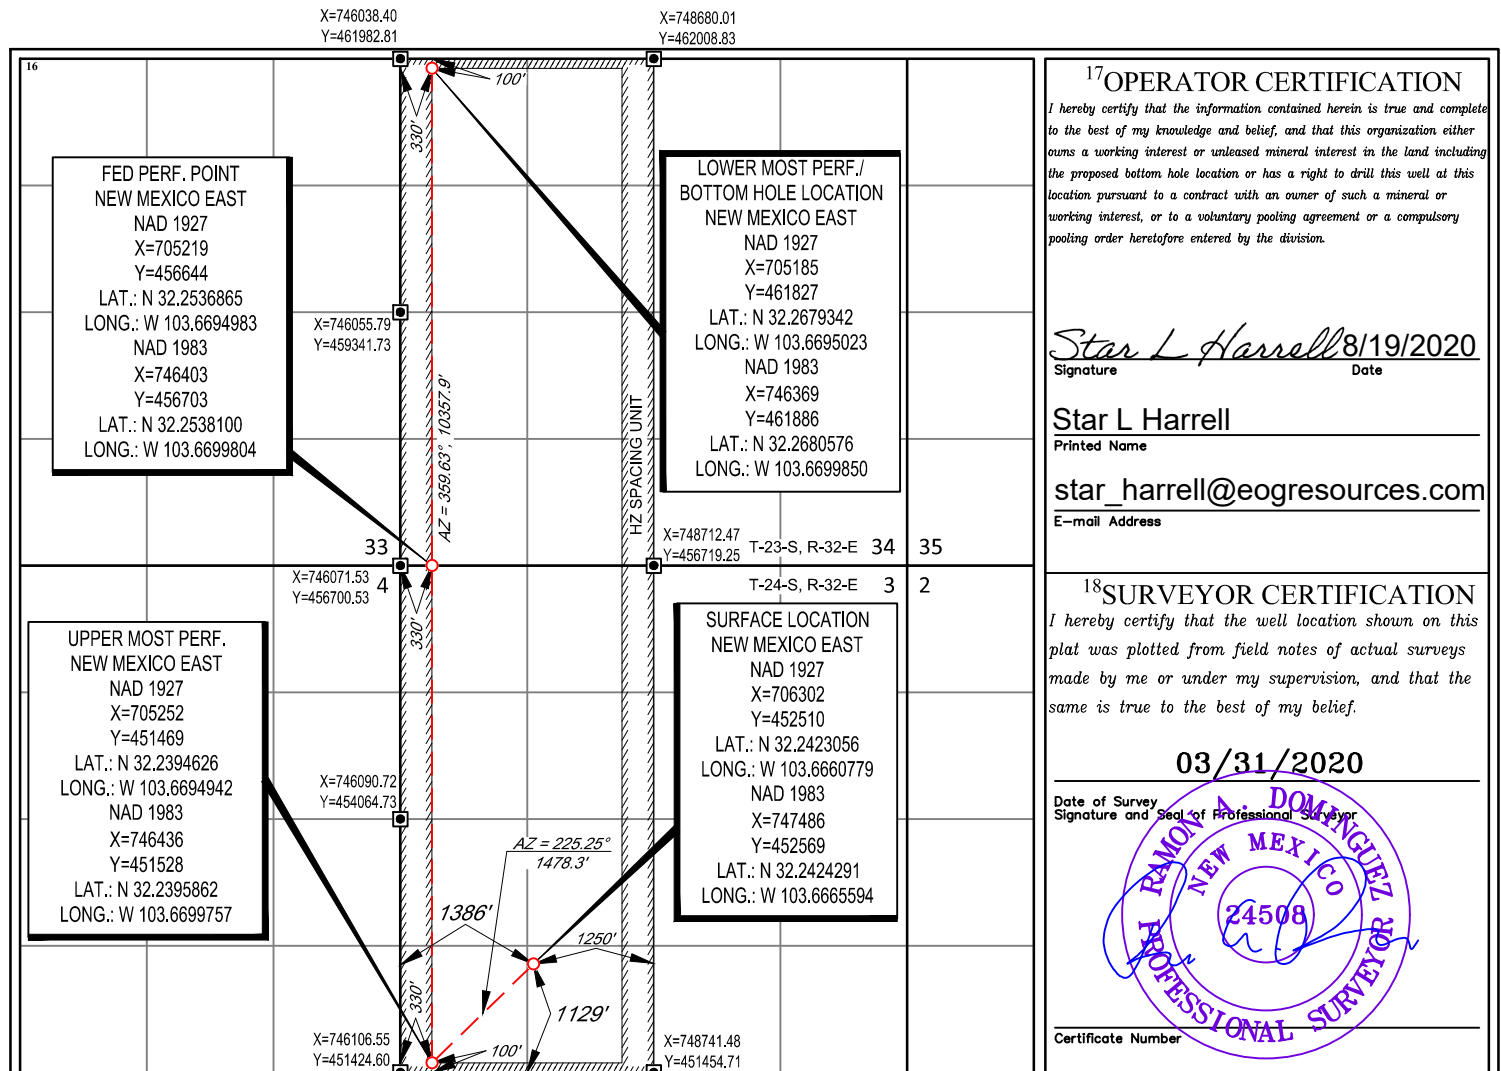 X=746038.40
Y=461982.81
X=748680.01
Y=462008.83
16
100'
330'
FED PERF. POINT
NEW MEXICO EAST
NAD 1927
X=705219
Y=456644
LAT.: N 32.2536865
LONG.: W 103.6694983
NAD 1983
X=746403
Y=456703
LAT.: N 32.2538100
LONG.: W 103.6699804
LOWER MOST PERF./
BOTTOM HOLE LOCATION
NEW MEXICO EAST
NAD 1927
X=705185
Y=461827
LAT.: N 32.2679342
LONG.: W 103.6695023
NAD 1983
X=746369
Y=461886
LAT.: N 32.2680576
LONG.: W 103.6699850
X=746055.79
Y=459341.73
AZ = 359.63°, 10357.9'
HZ SPACING UNIT
33
X=748712.47
Y=456719.25
T-23-S, R-32-E 34 35
X=746071.53
Y=456700.53
4
T-24-S, R-32-E 3 2
330'
UPPER MOST PERF.
NEW MEXICO EAST
NAD 1927
X=705252
Y=451469
LAT.: N 32.2394626
LONG.: W 103.6694942
NAD 1983
X=746436
Y=451528
LAT.: N 32.2395862
LONG.: W 103.6699757
SURFACE LOCATION
NEW MEXICO EAST
NAD 1927
X=706302
Y=452510
LAT.: N 32.2423056
LONG.: W 103.6660779
NAD 1983
X=747486
Y=452569
LAT.: N 32.2424291
LONG.: W 103.6665594
X=746090.72
Y=454064.73
AZ = 225.25°
1478.3'
1386'
1250'
330'
1129'
100'
X=746106.55
Y=451424.60
X=748741.48
Y=451454.71
17OPERATOR CERTIFICATION
I hereby certify that the information contained herein is true and complete
to the best of my knowledge and belief, and that this organization either
owns a working interest or unleased mineral interest in the land including
the proposed bottom hole location or has a right to drill this well at this
location pursuant to a contract with an owner of such a mineral or
working interest, or to a voluntary pooling agreement or a compulsory
pooling order heretofore entered by the division.
Star L Harrell 8/19/2020
Signature Date
Star L Harrell
Printed Name
star_harrell@eogresources.com
E-mail Address
18SURVEYOR CERTIFICATION
I hereby certify that the well location shown on this
plat was plotted from field notes of actual surveys
made by me or under my supervision, and that the
same is true to the best of my belief.
03/31/2020
Date of Survey
Signature and Seal of Professional Surveyor
RAMON A. DOMINGUEZ
NEW MEXICO
24508
PROFESSIONAL SURVEYOR
Certificate Number